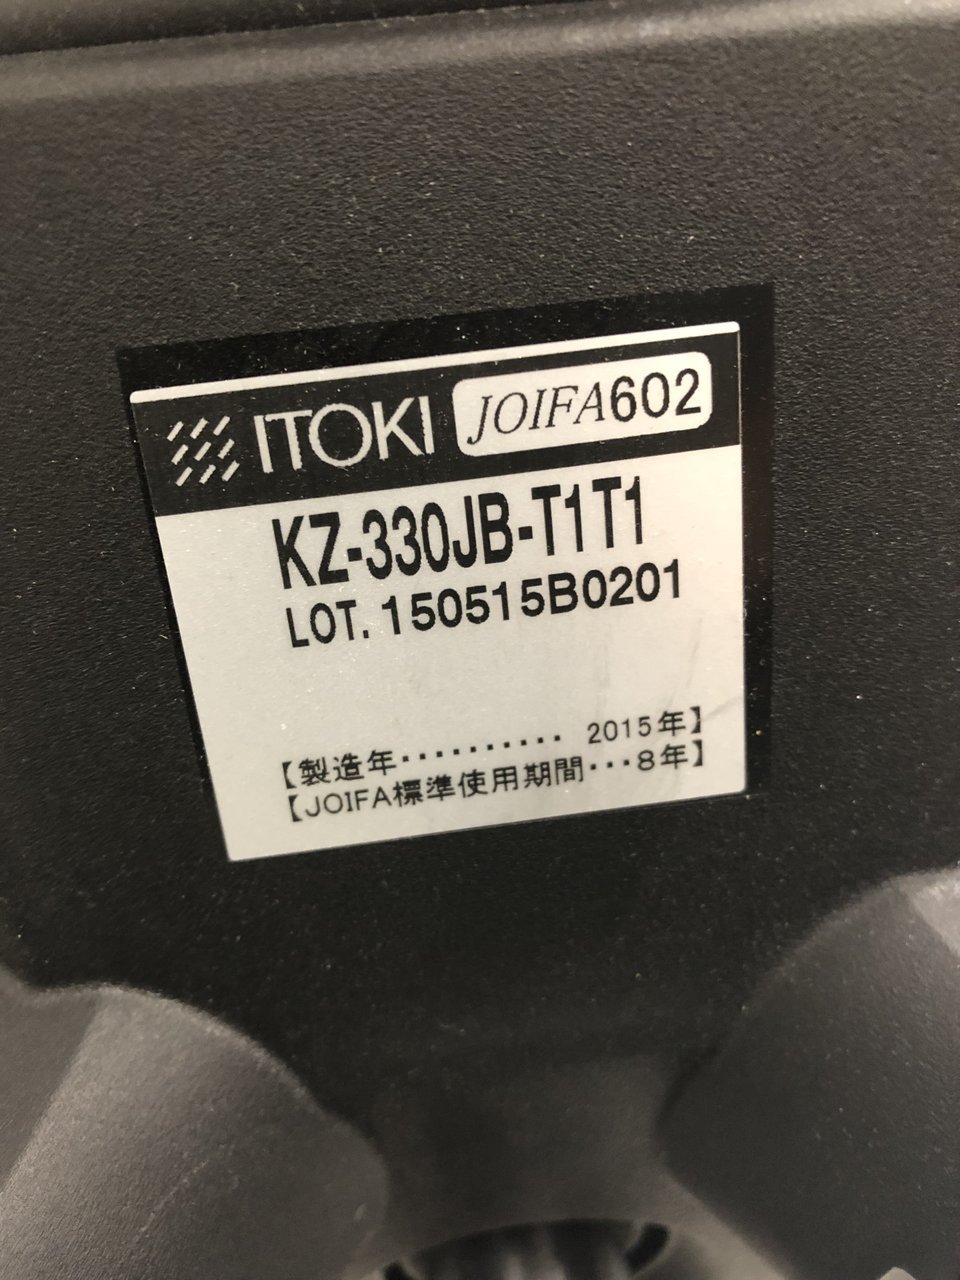 ITOKI JOIFA602
KZ-330JB-T1T1
LOT. 150515B0201
【製造年・・・・・・・・・・ 2015年】
【JOIFA標準使用期間・・・8年】